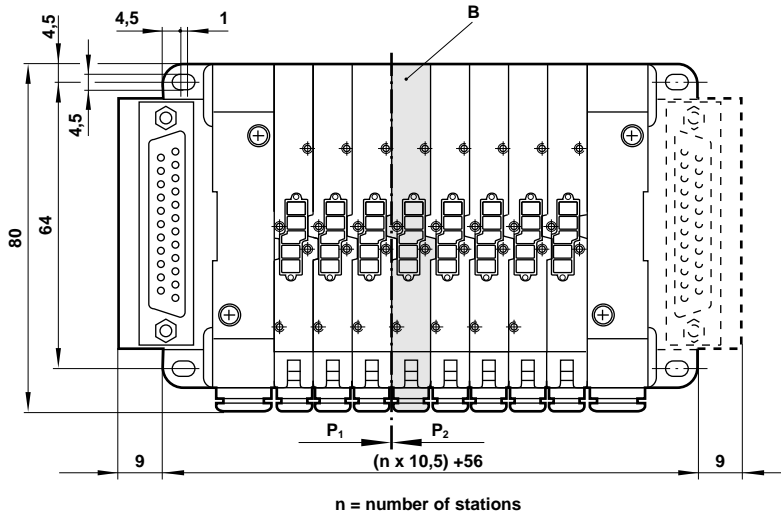 4,5
4,5 1
B
4,5
80
64
P₁ P₂
9 (n x 10,5) +56 9
n = number of stations